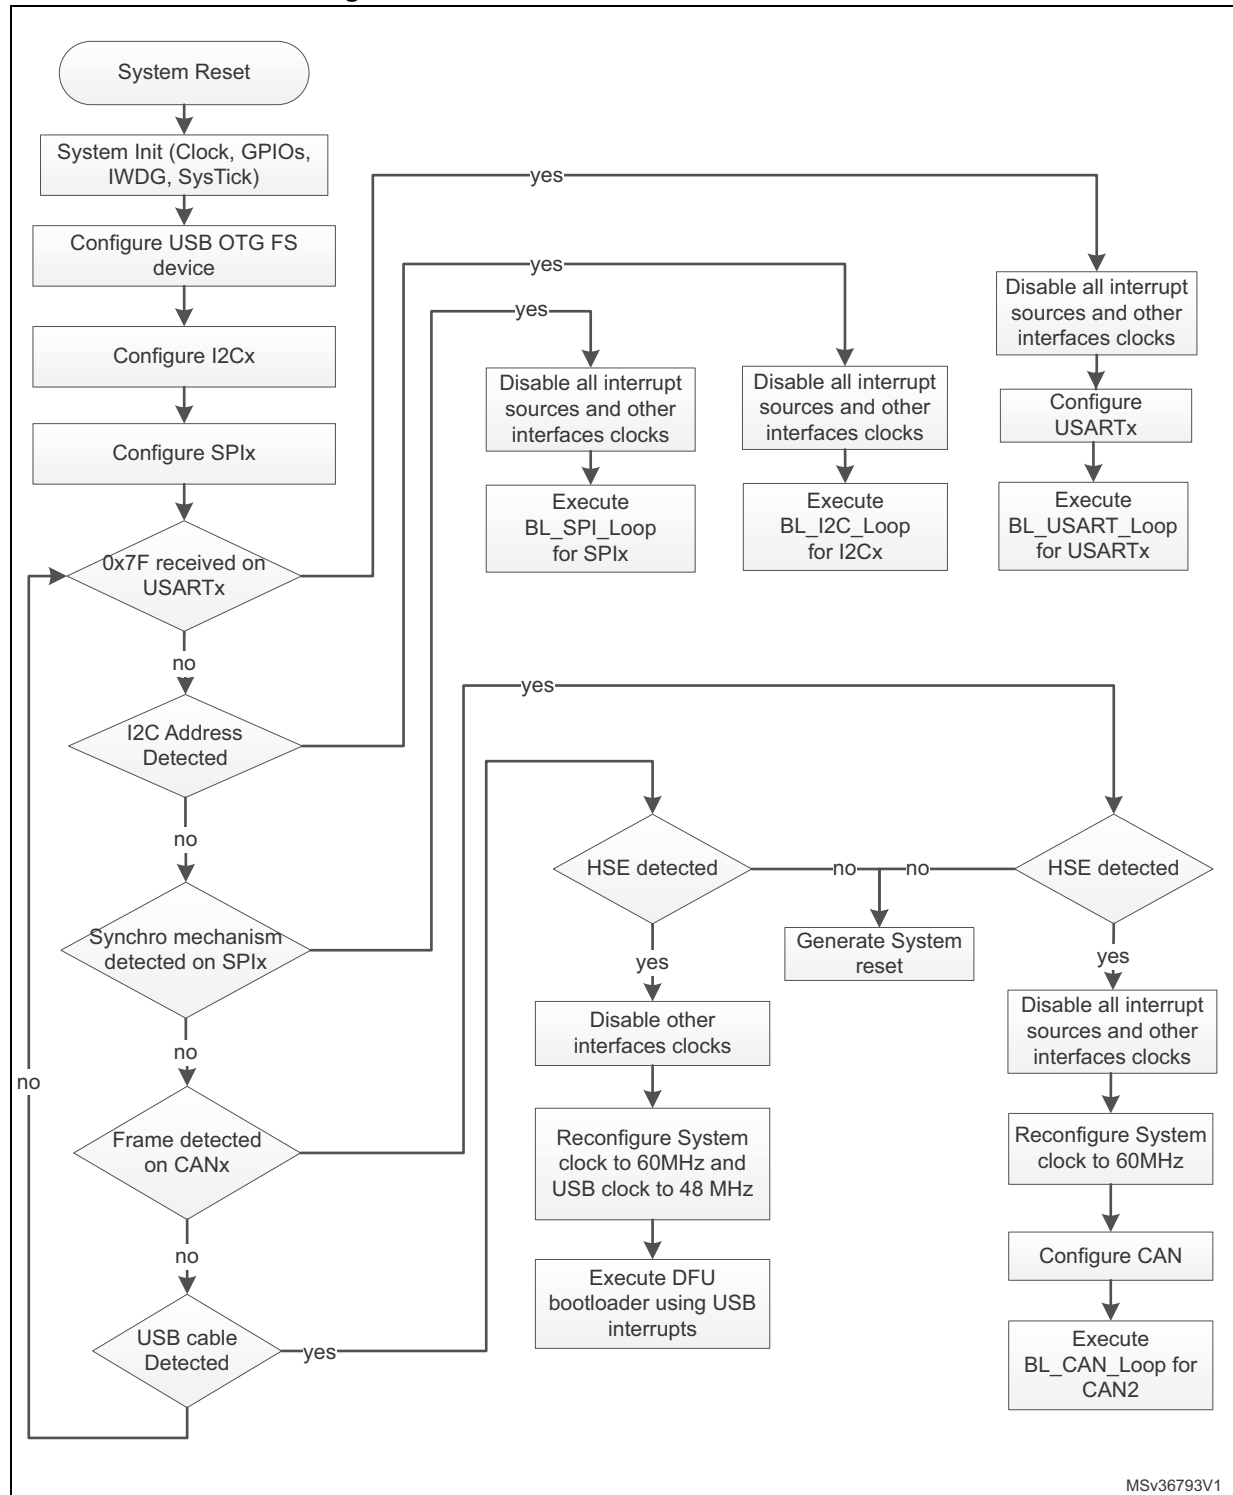 System Reset
System Init (Clock, GPIOs,
IWDG, SysTick)
Configure USB OTG FS
device
Configure I2Cx
Configure SPIx
0x7F received on
USARTx
no
I2C Address
Detected
no
Synchro mechanism
detected on SPIx
no
Frame detected
on CANx
no
USB cable
Detected
no
yes
yes
yes
Disable all interrupt
sources and other
interfaces clocks
Execute
BL_SPI_Loop
for SPIx
Disable all interrupt
sources and other
interfaces clocks
Execute
BL_I2C_Loop
for I2Cx
Disable all interrupt
sources and other
interfaces clocks
Configure
USARTx
Execute
BL_USART_Loop
for USARTx
yes
yes
HSE detected
no
no
HSE detected
Generate System
reset
yes
Disable other
interfaces clocks
Reconfigure System
clock to 60MHz and
USB clock to 48 MHz
Execute DFU
bootloader using USB
interrupts
yes
Disable all interrupt
sources and other
interfaces clocks
Reconfigure System
clock to 60MHz
Configure CAN
Execute
BL_CAN_Loop for
CAN2
MSv36793V1